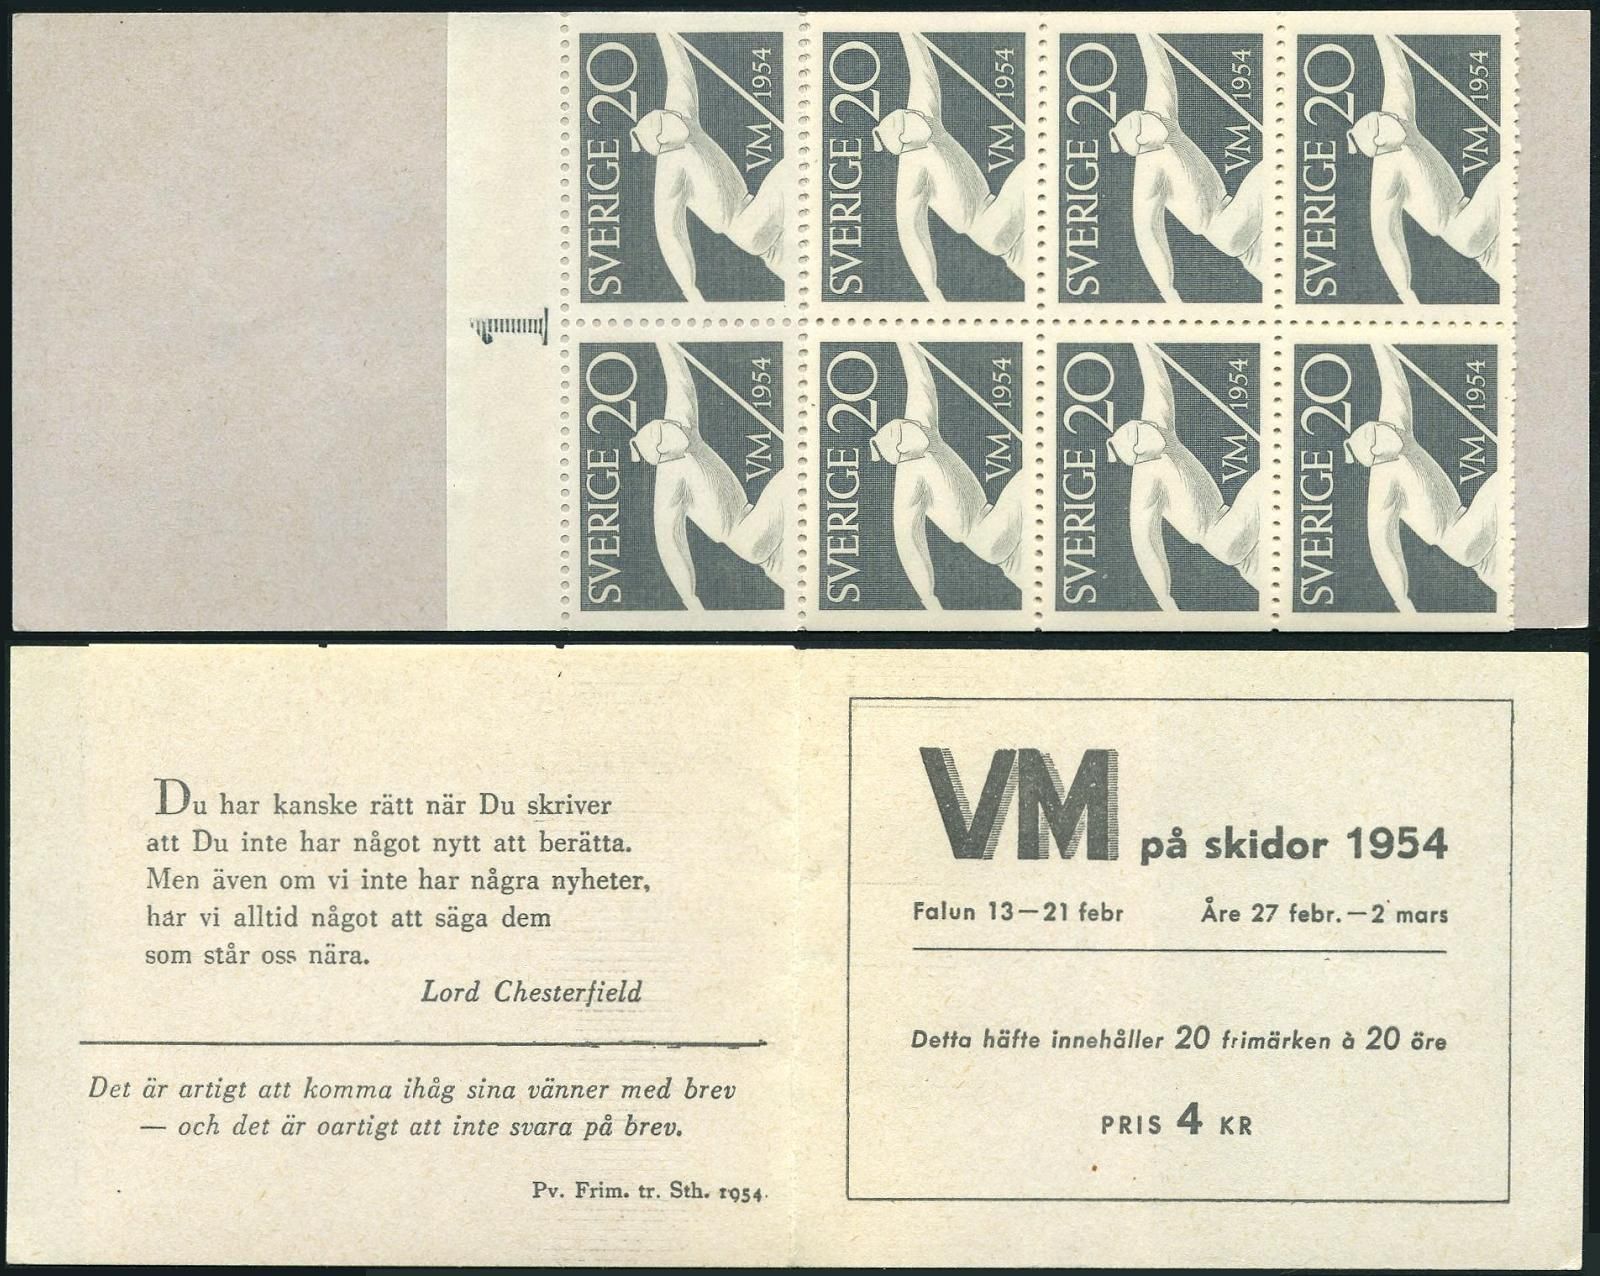 SVERIGE 20
VM 1954
SVERIGE 20
VM 1954
SVERIGE 20
VM 1954
SVERIGE 20
VM 1954
1
SVERIGE 20
VM 1954
SVERIGE 20
VM 1954
SVERIGE 20
VM 1954
SVERIGE 20
VM 1954
Du har kanske rätt när Du skriver
att Du inte har något nytt att berätta.
Men även om vi inte har några nyheter,
har vi alltid något att säga dem
som står oss nära.
Lord Chesterfield
Det är artigt att komma ihåg sina vänner med brev
— och det är oartigt att inte svara på brev.
Pv. Frim. tr. Sth. 1954.
VM på skidor 1954
Falun 13—21 febr Åre 27 febr.—2 mars
Detta häfte innehåller 20 frimärken à 20 öre
PRIS 4 KR